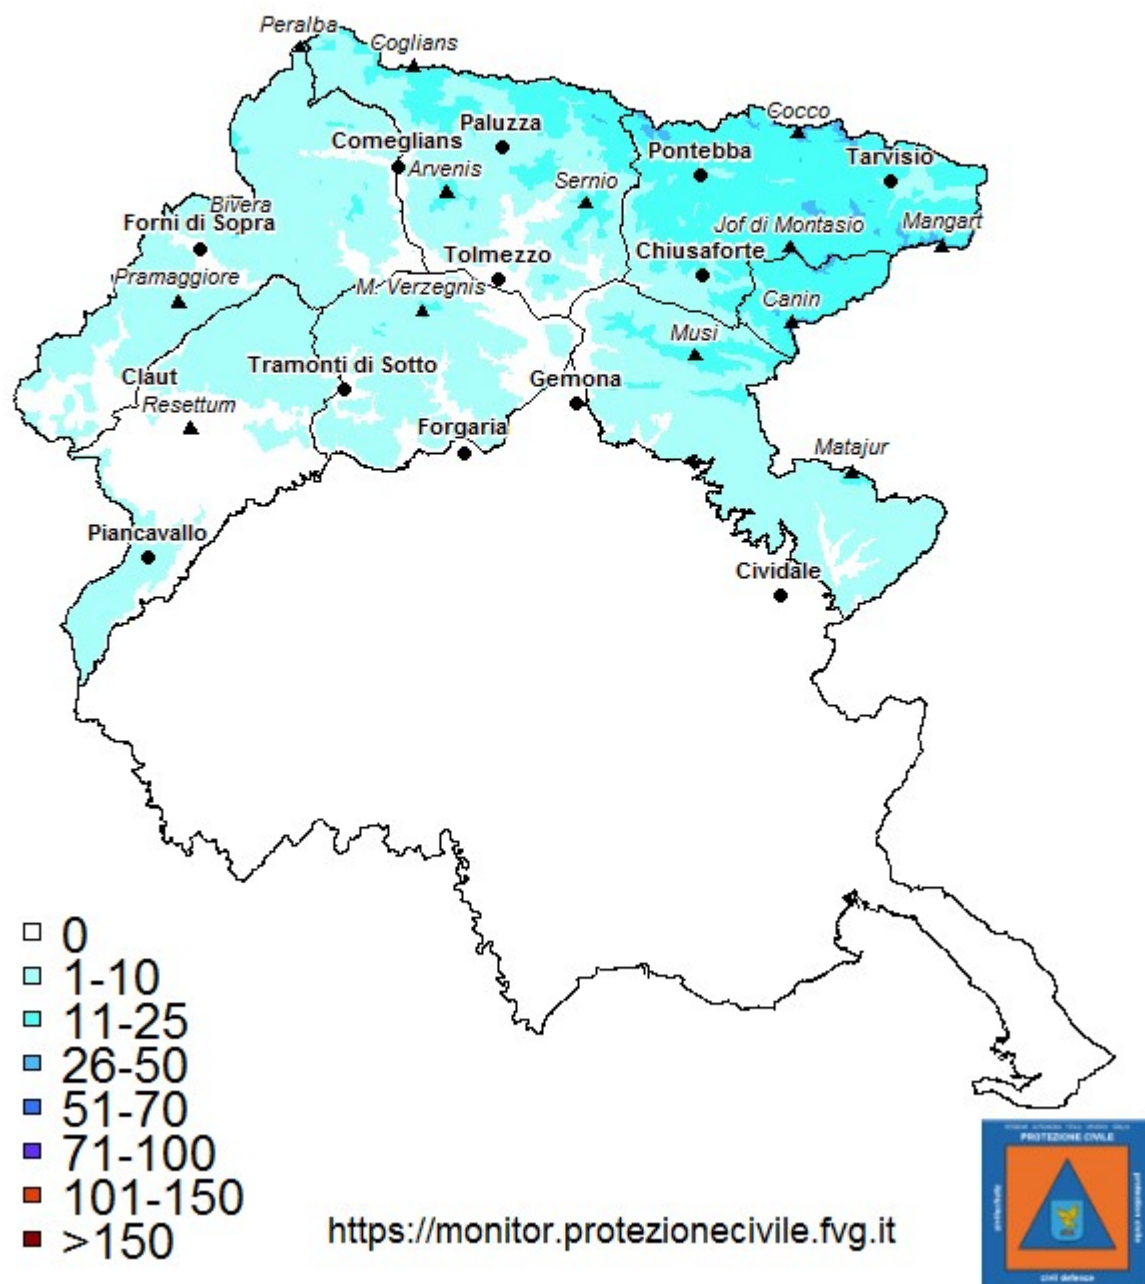 Peralba
Coglians
Cocco
Paluzza
Comeglians
Pontebba
Tarvisio
Arvenis
Sernio
Bivera
Forni di Sopra
Jof di Montasio
Mangart
Tolmezzo
Chiusaforte
Pramaggiore
M. Verzegnis
Canin
Musi
Claut
Tramonti di Sotto
Gemona
Resettum
Forgaria
Matajur
Piancavallo
Cividale
0
1-10
11-25
26-50
51-70
71-100
101-150
>150
https://monitor.protezionecivile.fvg.it
PROTEZIONE CIVILE
civil defence